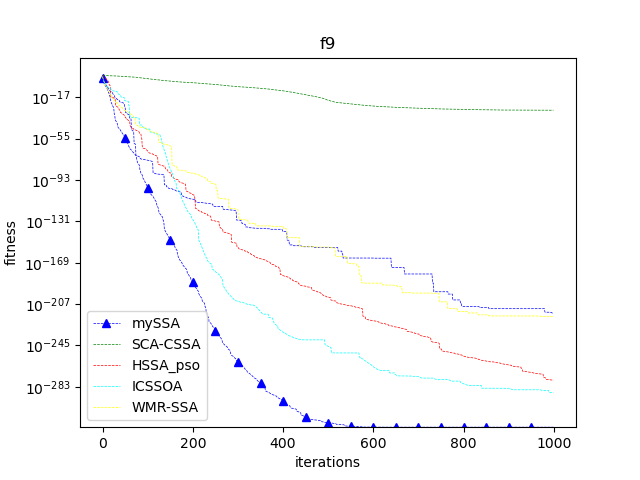 f9
fitness
10⁻¹⁷
10⁻⁵⁵
10⁻⁹³
10⁻¹³¹
10⁻¹⁶⁹
10⁻²⁰⁷
10⁻²⁴⁵
10⁻²⁸³
mySSA
SCA-CSSA
HSSA_pso
ICSSOA
WMR-SSA
0 200 400 600 800 1000
iterations